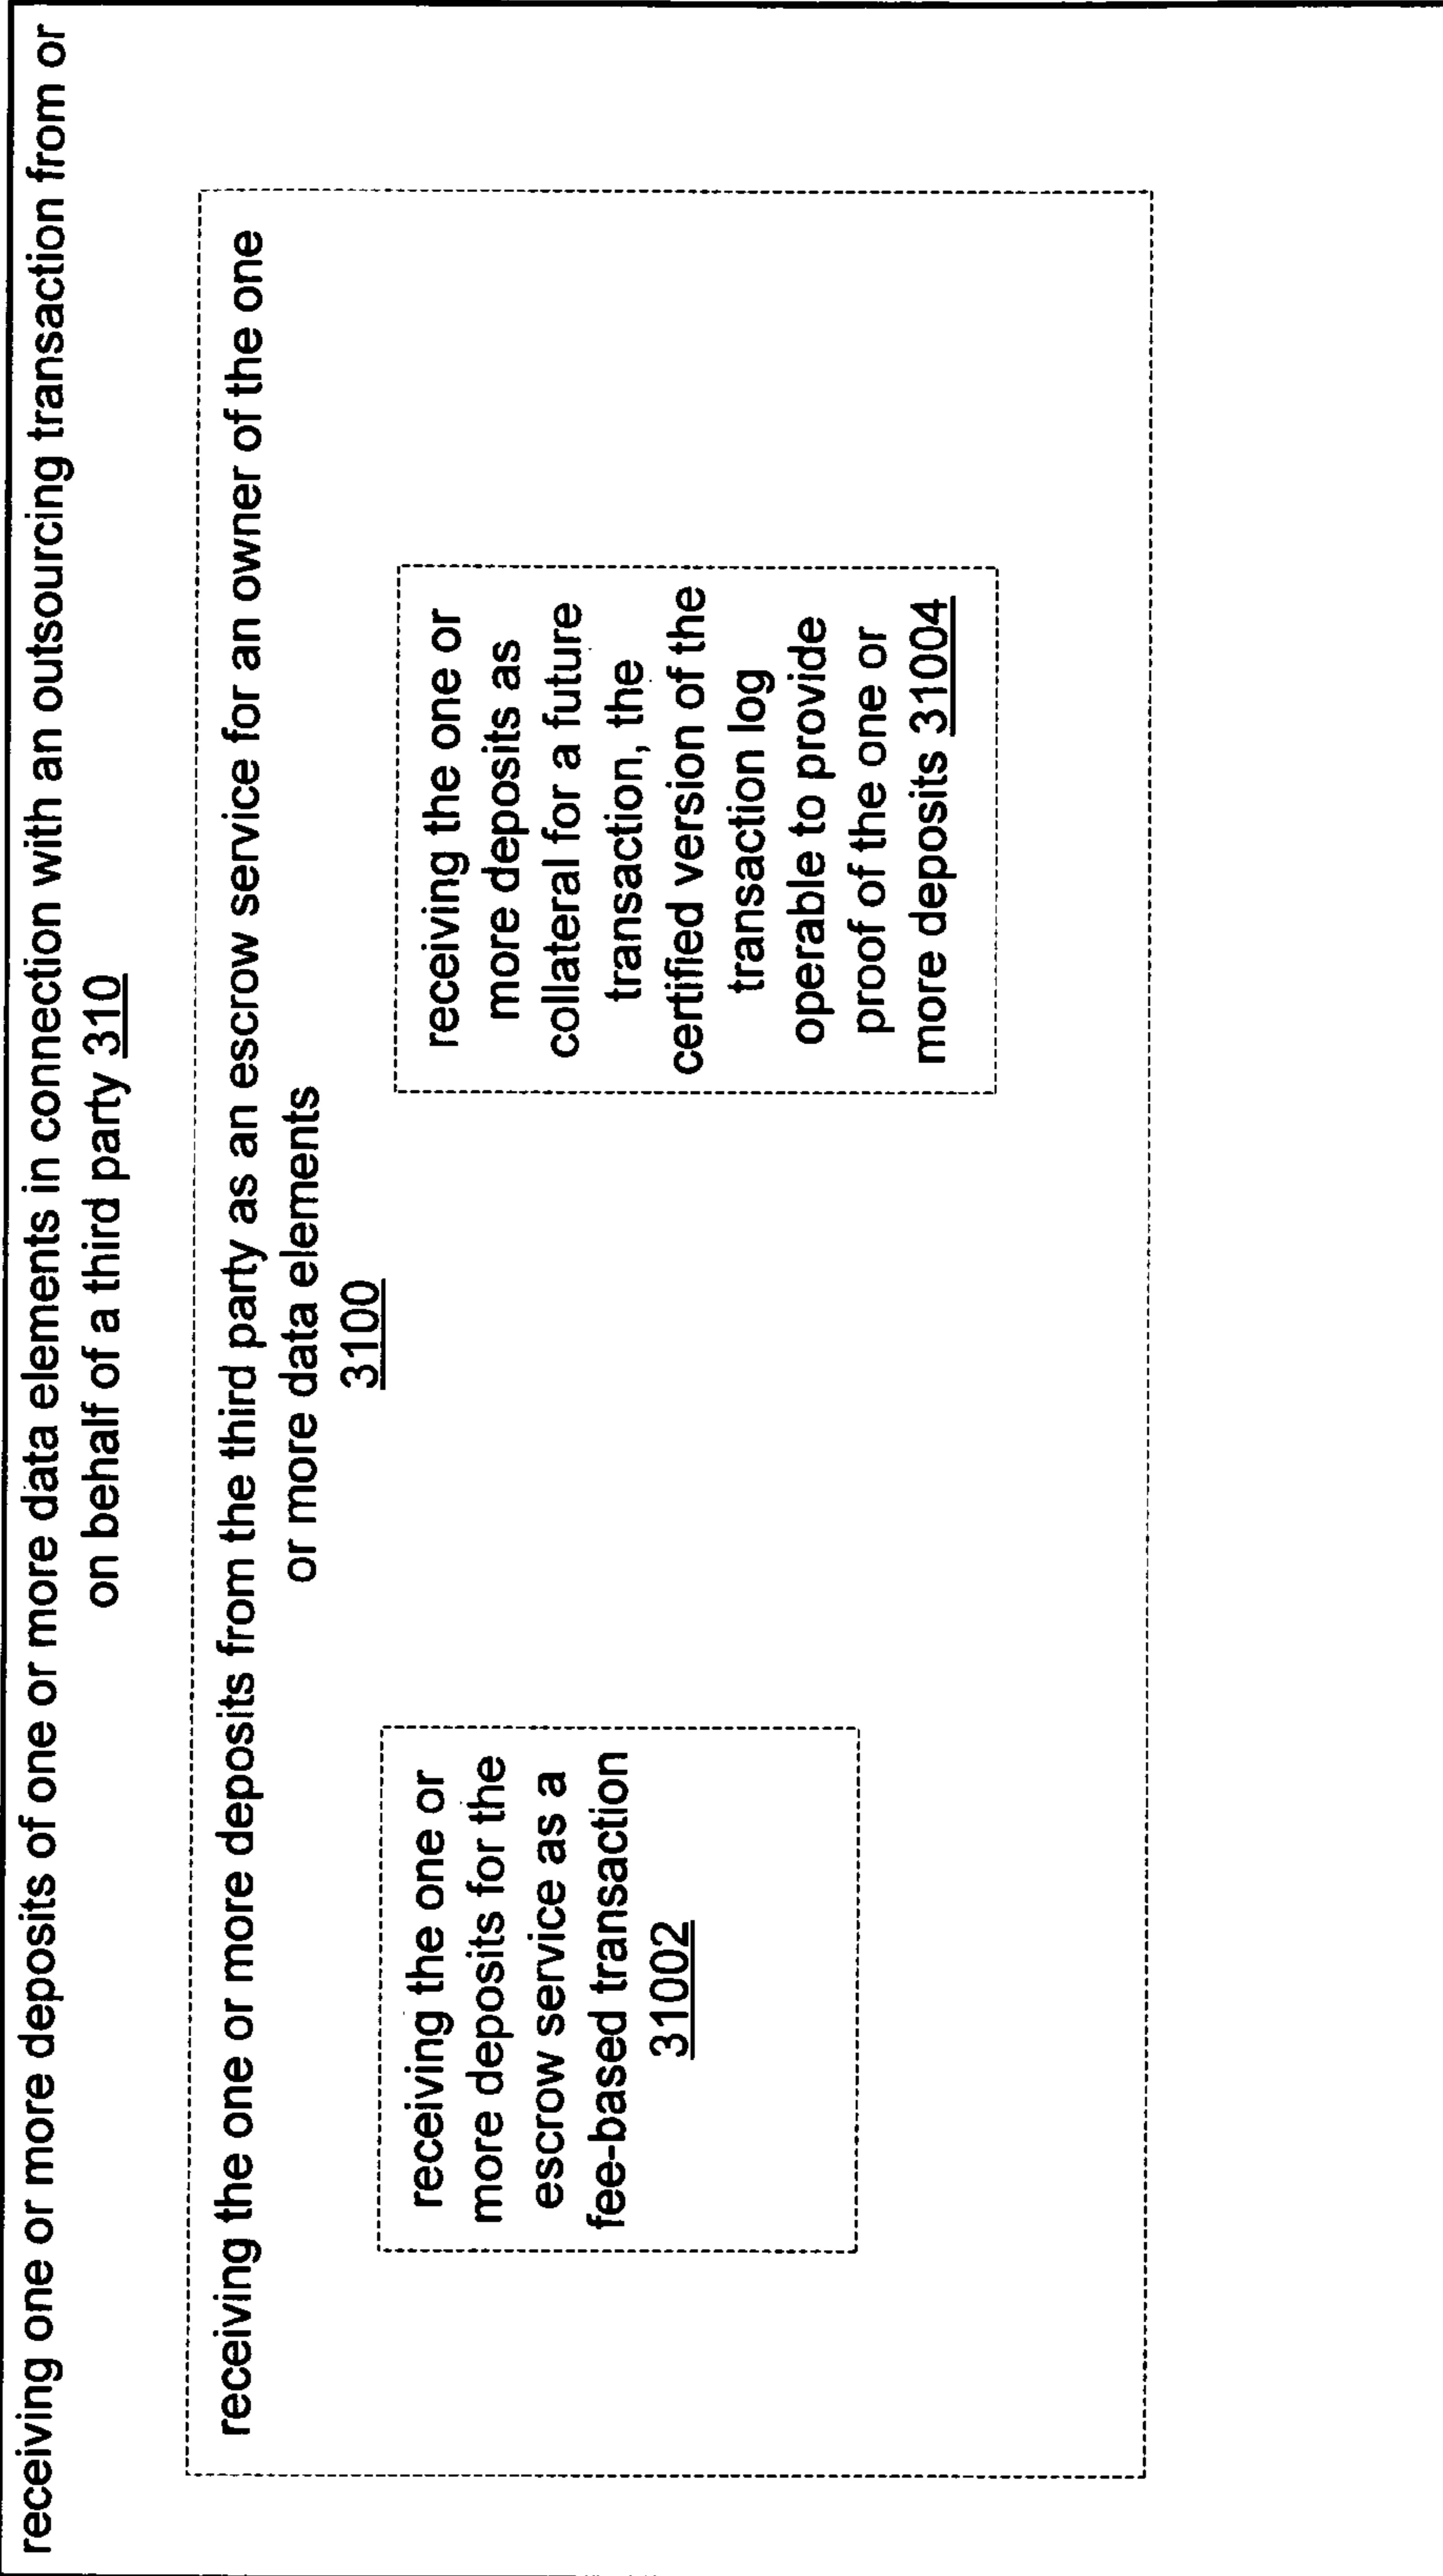 receiving one or more deposits of one or more data elements in connection with an outsourcing transaction from or
on behalf of a third party 310
receiving the one or more deposits from the third party as an escrow service for an owner of the one
or more data elements
3100
receiving the one or
more deposits for the
escrow service as a
fee-based transaction
31002
receiving the one or
more deposits as
collateral for a future
transaction, the
certified version of the
transaction log
operable to provide
proof of the one or
more deposits 31004